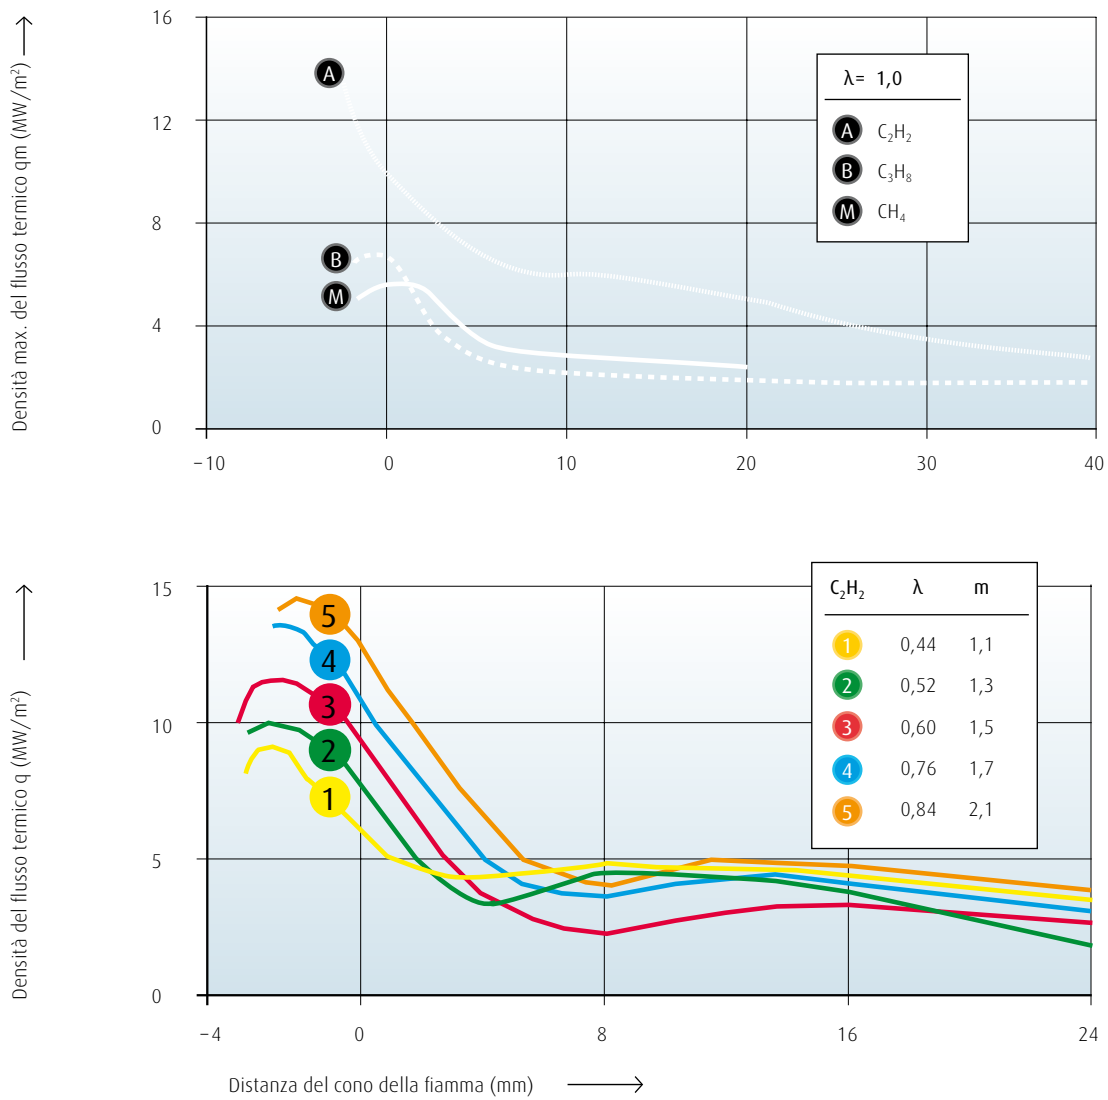 Densità max. del flusso termico qm (MW/m²)
16
12
8
4
0
−10
0
10
20
30
40
A
B
M
λ= 1,0
A C₂H₂
B C₃H₈
M CH₄
Densità del flusso termico q (MW/m²)
15
10
5
0
−4
0
8
16
24
5
4
3
2
1
C₂H₂ λ m
1 0,44 1,1
2 0,52 1,3
3 0,60 1,5
4 0,76 1,7
5 0,84 2,1
Distanza del cono della fiamma (mm)